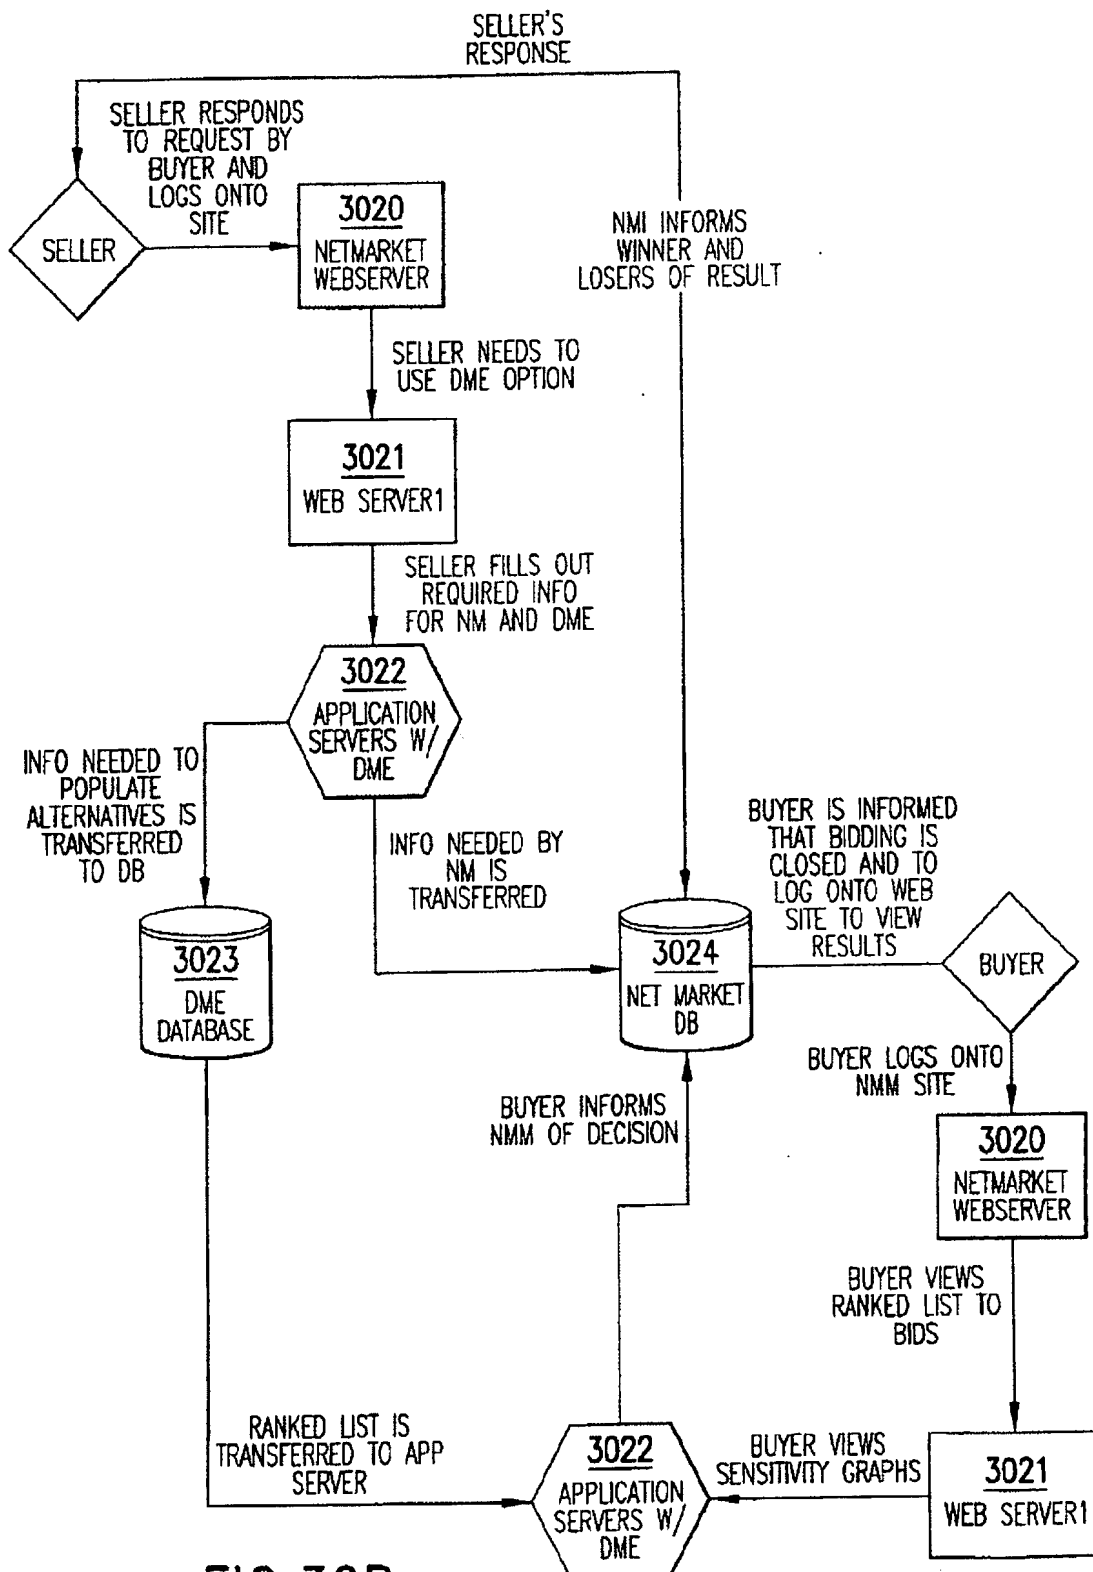 SELLER'S
RESPONSE
SELLER RESPONDS
TO REQUEST BY
BUYER AND
LOGS ONTO
SITE
SELLER
3020
NETMARKET
WEBSERVER
NMI INFORMS
WINNER AND
LOSERS OF RESULT
SELLER NEEDS TO
USE DME OPTION
3021
WEB SERVER1
SELLER FILLS OUT
REQUIRED INFO
FOR NM AND DME
3022
APPLICATION
SERVERS W/
DME
INFO NEEDED TO
POPULATE
ALTERNATIVES IS
TRANSFERRED
TO DB
INFO NEEDED BY
NM IS
TRANSFERRED
BUYER IS INFORMED
THAT BIDDING IS
CLOSED AND TO
LOG ONTO WEB
SITE TO VIEW
RESULTS
3023
DME
DATABASE
3024
NET MARKET
DB
BUYER
BUYER LOGS ONTO
NMM SITE
BUYER INFORMS
NMM OF DECISION
3020
NETMARKET
WEBSERVER
BUYER VIEWS
RANKED LIST TO
BIDS
RANKED LIST IS
TRANSFERRED TO APP
SERVER
3022
APPLICATION
SERVERS W/
DME
BUYER VIEWS
SENSITIVITY GRAPHS
3021
WEB SERVER1